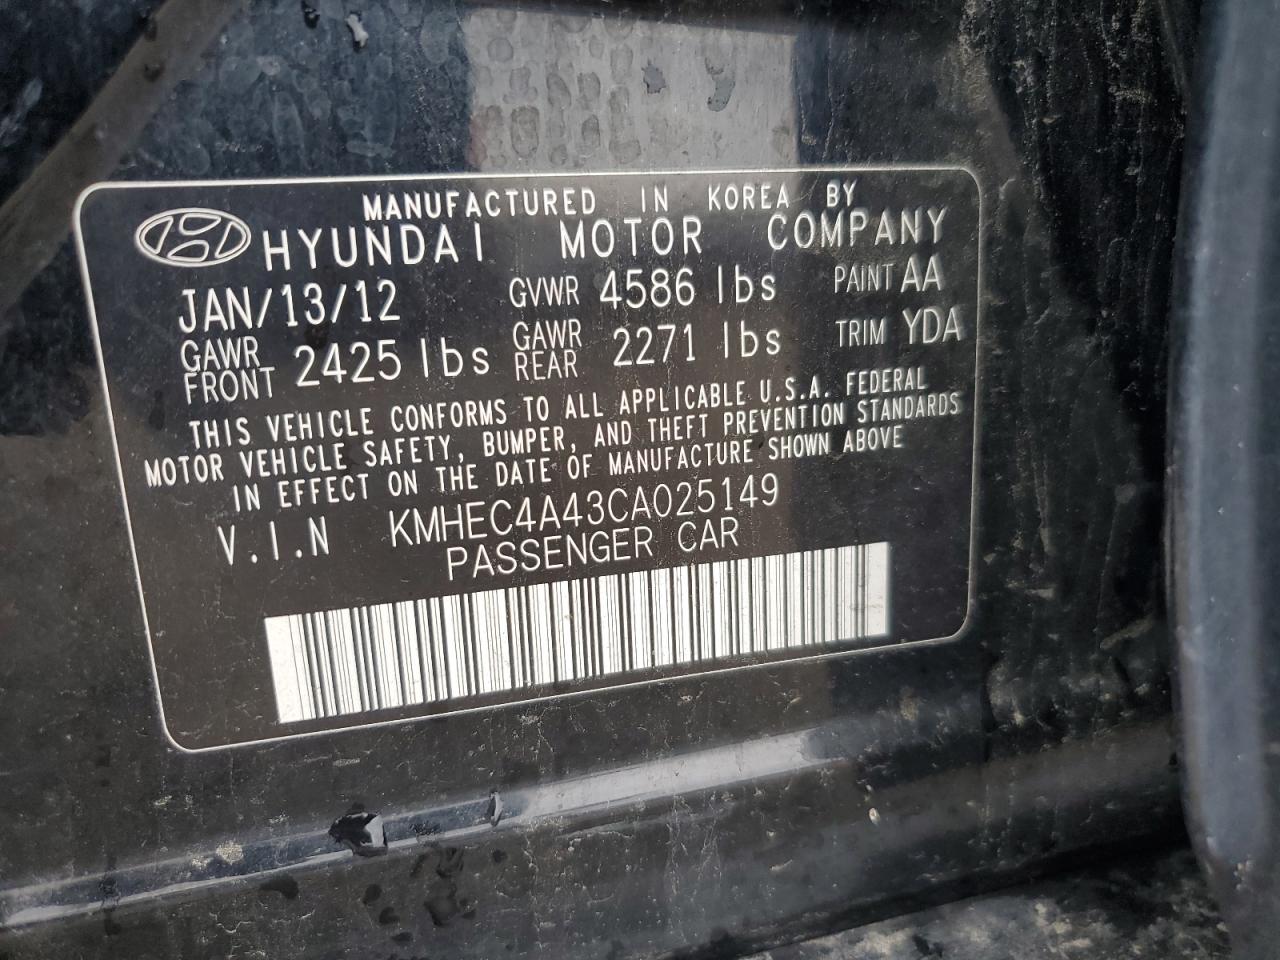 MANUFACTURED IN KOREA BY
HYUNDAI MOTOR COMPANY
JAN/13/12 GVWR 4586 lbs PAINT AA
GAWR FRONT 2425 lbs GAWR REAR 2271 lbs TRIM YDA
THIS VEHICLE CONFORMS TO ALL APPLICABLE U.S.A. FEDERAL
MOTOR VEHICLE SAFETY, BUMPER, AND THEFT PREVENTION STANDARDS
IN EFFECT ON THE DATE OF MANUFACTURE SHOWN ABOVE
V.I.N KMHEC4A43CA025149
PASSENGER CAR